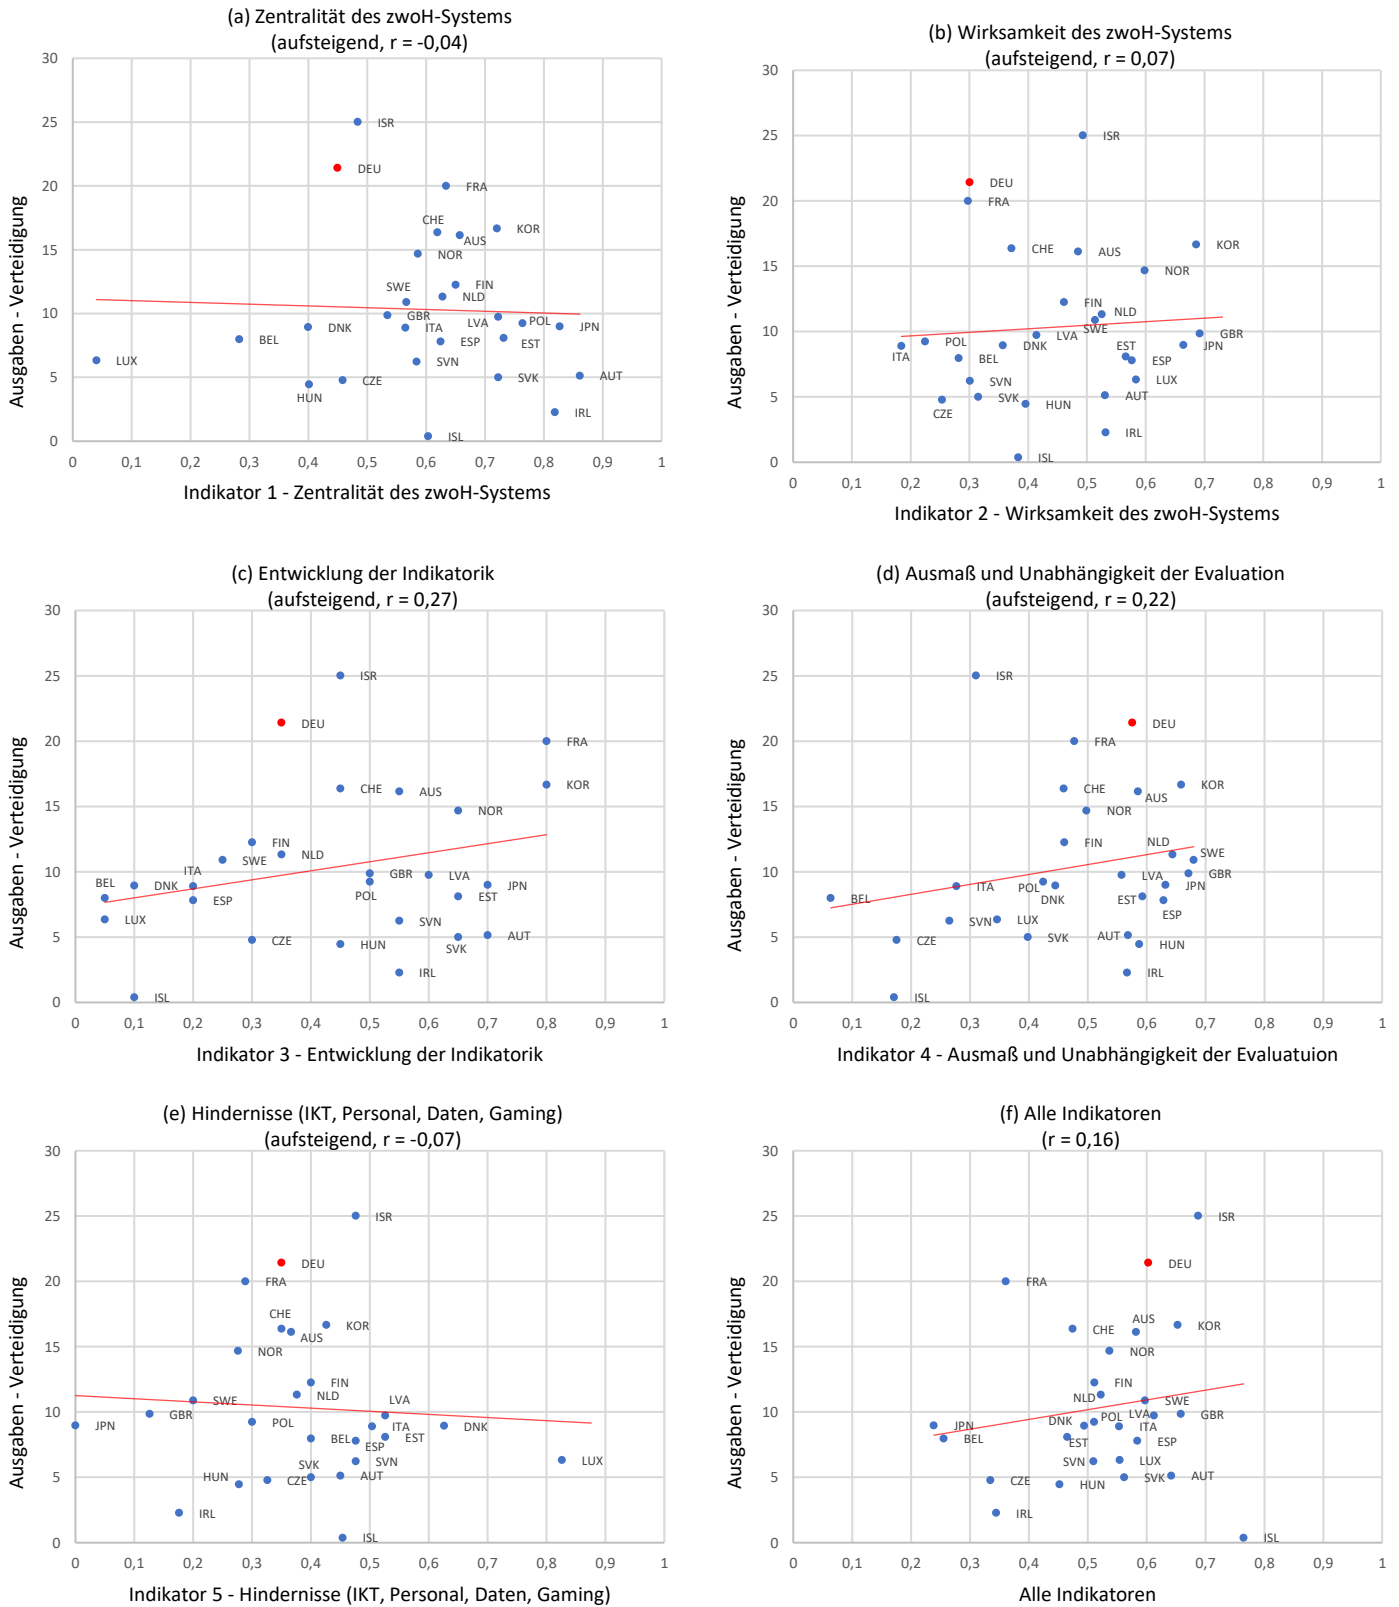 (a) Zentralität des zwoH-Systems
(aufsteigend, r = -0,04)
Ausgaben - Verteidigung
30
25
20
15
10
5
0
ISR
DEU
FRA
CHE
KOR
AUS
NOR
FIN
SWE
NLD
GBR
LVA
POL
JPN
DNK
ITA
BEL
ESP
EST
LUX
SVN
CZE
SVK
AUT
HUN
IRL
ISL
0 0,1 0,2 0,3 0,4 0,5 0,6 0,7 0,8 0,9 1
Indikator 1 - Zentralität des zwoH-Systems
(b) Wirksamkeit des zwoH-Systems
(aufsteigend, r = 0,07)
Ausgaben - Verteidigung
30
25
20
15
10
5
0
ISR
DEU
FRA
CHE
AUS
KOR
NOR
FIN
NLD
SWE
GBR
LVA
ITA
POL
DNK
EST
JPN
BEL
ESP
SVN
LUX
CZE
SVK
HUN
AUT
IRL
ISL
0 0,1 0,2 0,3 0,4 0,5 0,6 0,7 0,8 0,9 1
Indikator 2 - Wirksamkeit des zwoH-Systems
(c) Entwicklung der Indikatorik
(aufsteigend, r = 0,27)
Ausgaben - Verteidigung
30
25
20
15
10
5
0
ISR
DEU
FRA
CHE
AUS
KOR
NOR
FIN
SWE
NLD
ITA
GBR
LVA
BEL
DNK
POL
JPN
ESP
EST
LUX
SVN
CZE
HUN
SVK
AUT
IRL
ISL
0 0,1 0,2 0,3 0,4 0,5 0,6 0,7 0,8 0,9 1
Indikator 3 - Entwicklung der Indikatorik
(d) Ausmaß und Unabhängigkeit der Evaluation
(aufsteigend, r = 0,22)
Ausgaben - Verteidigung
30
25
20
15
10
5
0
ISR
DEU
FRA
CHE
KOR
AUS
NOR
FIN
NLD
SWE
LVA
GBR
ITA
POL
JPN
BEL
DNK
EST
ESP
SVN
LUX
CZE
SVK
AUT
HUN
IRL
ISL
0 0,1 0,2 0,3 0,4 0,5 0,6 0,7 0,8 0,9 1
Indikator 4 - Ausmaß und Unabhängigkeit der Evaluatuion
(e) Hindernisse (IKT, Personal, Daten, Gaming)
(aufsteigend, r = -0,07)
Ausgaben - Verteidigung
30
25
20
15
10
5
0
ISR
DEU
FRA
CHE
KOR
AUS
NOR
FIN
NLD
SWE
LVA
GBR
POL
JPN
ITA
DNK
BEL
EST
ESP
SVN
LUX
SVK
HUN
CZE
AUT
IRL
ISL
0 0,1 0,2 0,3 0,4 0,5 0,6 0,7 0,8 0,9 1
Indikator 5 - Hindernisse (IKT, Personal, Daten, Gaming)
(f) Alle Indikatoren
(r = 0,16)
Ausgaben - Verteidigung
30
25
20
15
10
5
0
ISR
DEU
FRA
AUS
KOR
CHE
NOR
FIN
NLD
SWE
POL
LVA
GBR
DNK
ITA
JPN
BEL
EST
ESP
SVN
LUX
CZE
HUN
SVK
AUT
IRL
ISL
0 0,1 0,2 0,3 0,4 0,5 0,6 0,7 0,8 0,9 1
Alle Indikatoren